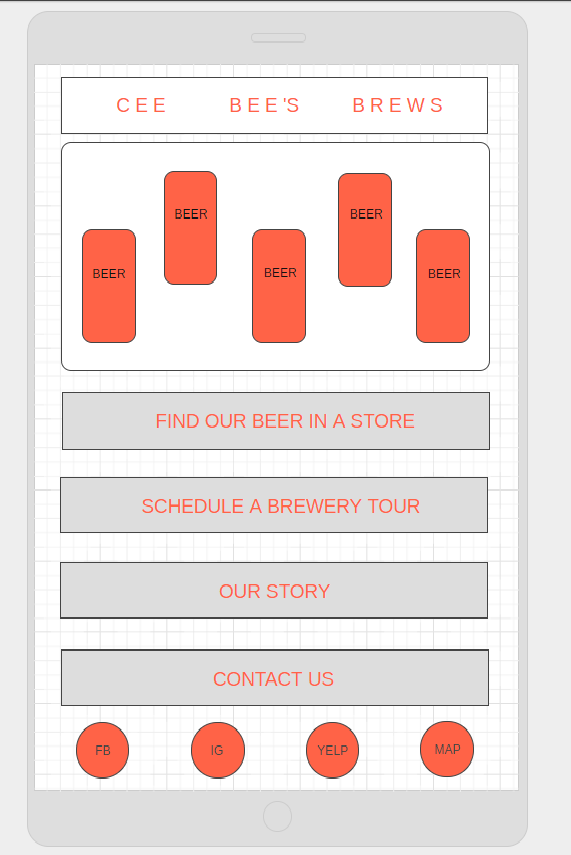 CEE BEE'S BREWS
BEER BEER BEER BEER BEER
FIND OUR BEER IN A STORE
SCHEDULE A BREWERY TOUR
OUR STORY
CONTACT US
FB IG YELP MAP